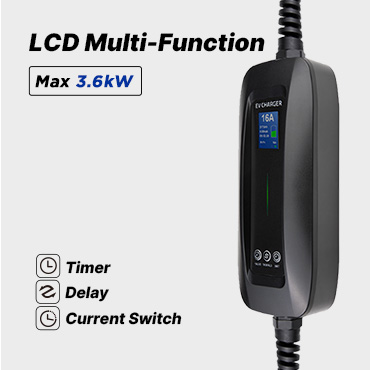 LCD Multi-Function
Max 3.6kW
EV CHARGER
16A
Timer
Delay
Current Switch